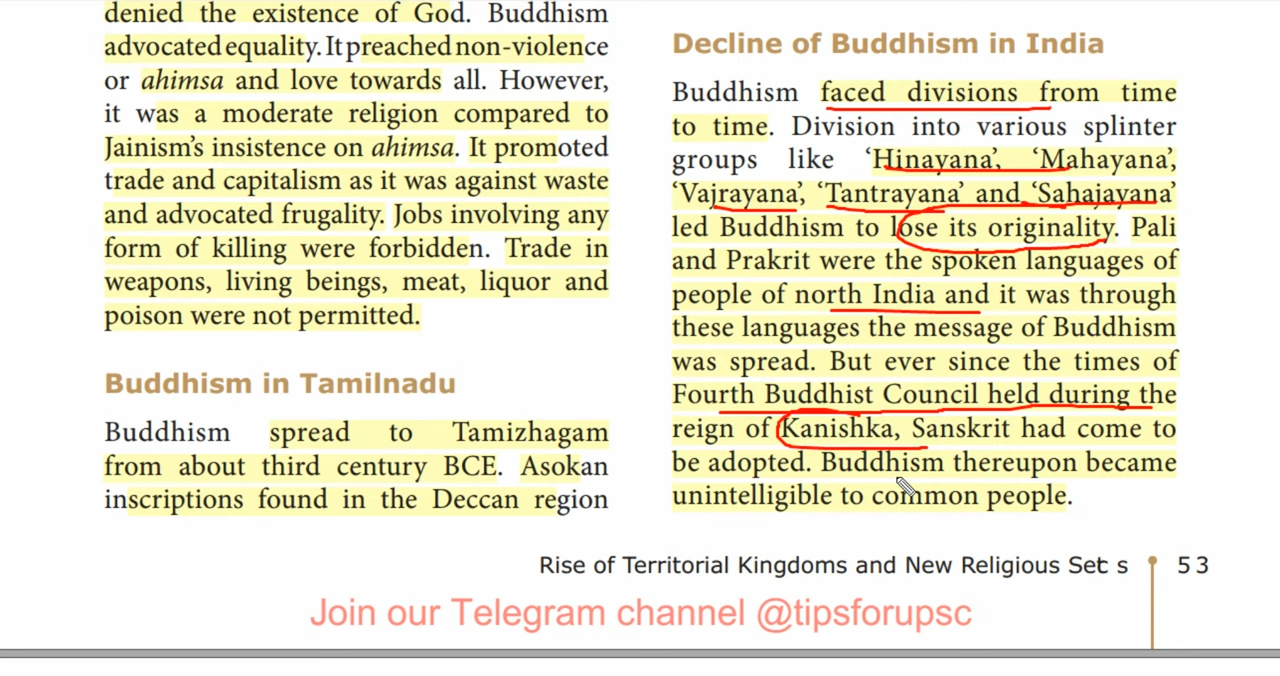 denied the existence of God. Buddhism
advocated equality. It preached non-violence
or ahimsa and love towards all. However,
it was a moderate religion compared to
Jainism's insistence on ahimsa. It promoted
trade and capitalism as it was against waste
and advocated frugality. Jobs involving any
form of killing were forbidden. Trade in
weapons, living beings, meat, liquor and
poison were not permitted.
Buddhism in Tamilnadu
Buddhism spread to Tamizhagam
from about third century BCE. Asokan
inscriptions found in the Deccan region
Decline of Buddhism in India
Buddhism faced divisions from time
to time. Division into various splinter
groups like ‘Hinayana’, ‘Mahayana’,
‘Vajrayana’, ‘Tantrayana’ and ‘Sahajayana’
led Buddhism to lose its originality. Pali
and Prakrit were the spoken languages of
people of north India and it was through
these languages the message of Buddhism
was spread. But ever since the times of
Fourth Buddhist Council held during the
reign of Kanishka, Sanskrit had come to
be adopted. Buddhism thereupon became
unintelligible to common people.
Rise of Territorial Kingdoms and New Religious Set s 53
Join our Telegram channel @tipsforupsc